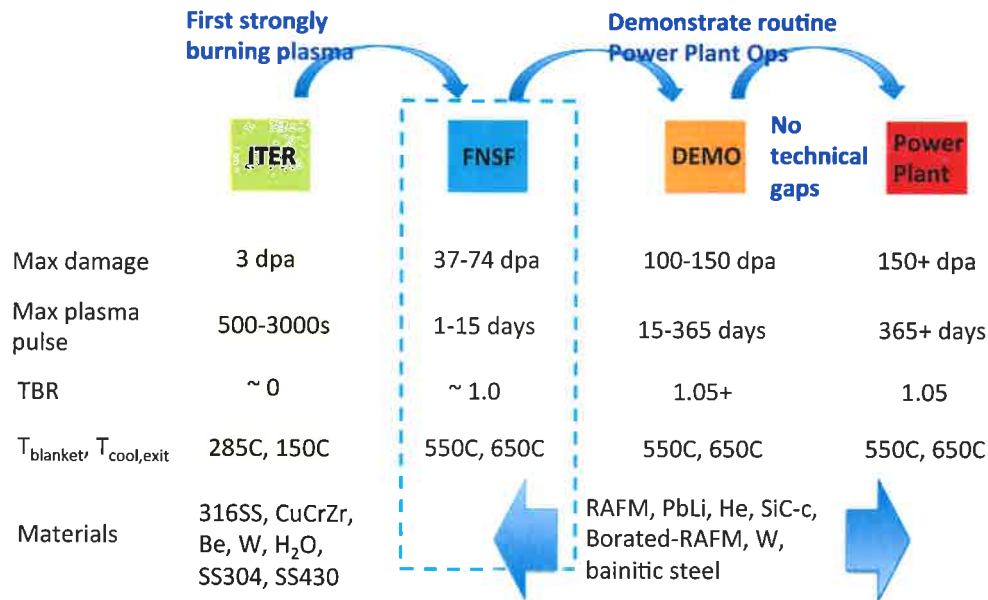 First strongly
burning plasma
Demonstrate routine
Power Plant Ops
ITER
FNSF
DEMO
No
technical
gaps
Power
Plant
Max damage
3 dpa
37-74 dpa
100-150 dpa
150+ dpa
Max plasma
pulse
500-3000s
1-15 days
15-365 days
365+ days
TBR
~ 0
~ 1.0
1.05+
1.05
Tblanket, Tcool,exit
285C, 150C
550C, 650C
550C, 650C
550C, 650C
Materials
316SS, CuCrZr,
Be, W, H2O,
SS304, SS430
RAFM, PbLi, He, SiC-c,
Borated-RAFM, W,
bainitic steel